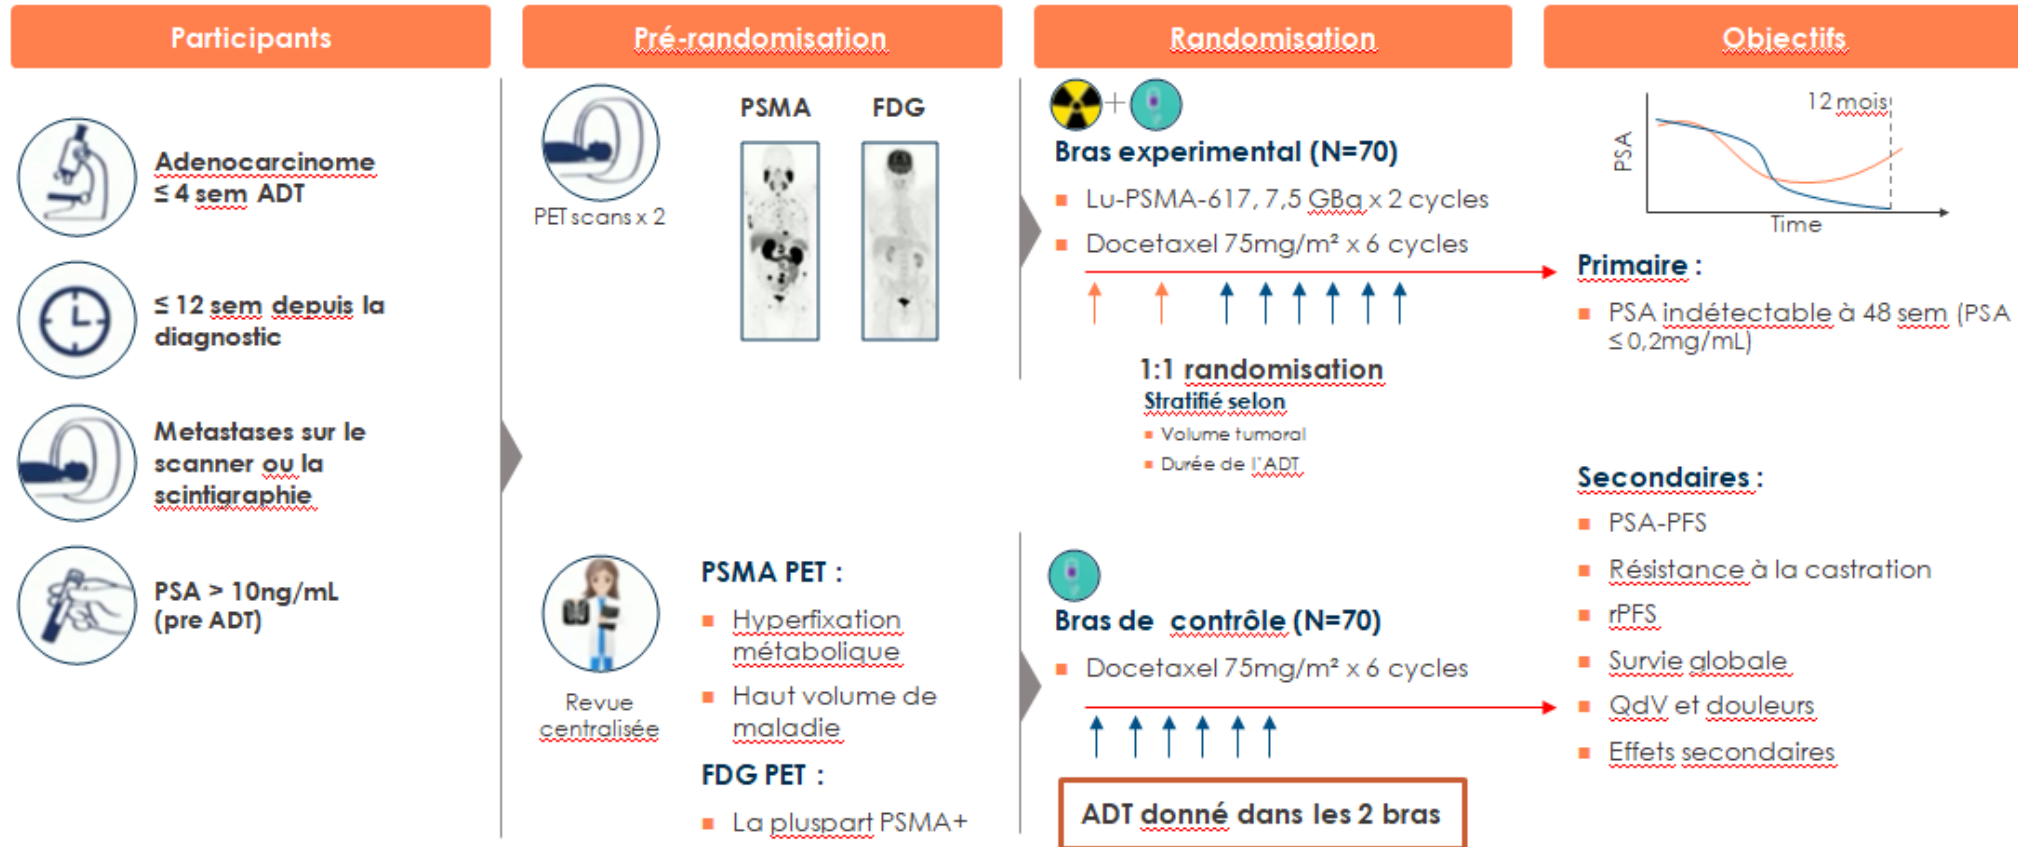 Participants
Adenocarcinome
≤ 4 sem ADT
≤ 12 sem depuis la
diagnostic
Metastases sur le
scanner ou la
scintigraphie
PSA > 10ng/mL
(pre ADT)
Pré-randomisation
PET scans x 2
PSMA
FDG
Revue
centralisée
PSMA PET :
Hyperfixation
métabolique
Haut volume de
maladie
FDG PET :
La pluspart PSMA+
Randomisation
+
Bras experimental (N=70)
Lu-PSMA-617, 7,5 GBq x 2 cycles
Docetaxel 75mg/m² x 6 cycles
1:1 randomisation
Stratifié selon
Volume tumoral
Durée de l'ADT
Bras de contrôle (N=70)
Docetaxel 75mg/m² x 6 cycles
ADT donné dans les 2 bras
Objectifs
12 mois
PSA
Time
Primaire :
PSA indétectable à 48 sem (PSA
≤ 0,2mg/mL)
Secondaires :
PSA-PFS
Résistance à la castration
rPFS
Survie globale
QdV et douleurs
Effets secondaires